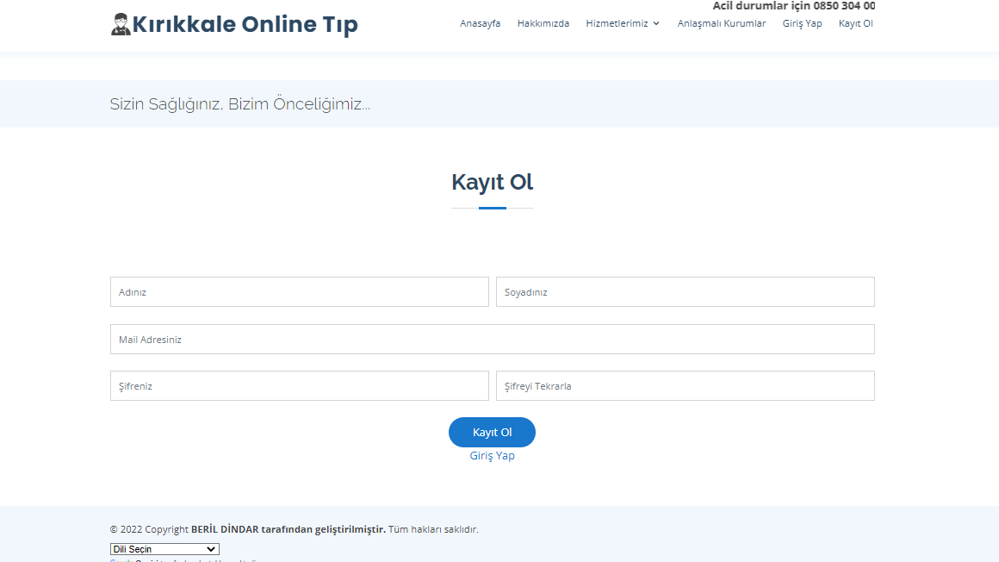 Acil durumlar için 0850 304 00
Kırıkkale Online Tıp
Anasayfa Hakkımızda Hizmetlerimiz Anlaşmalı Kurumlar Giriş Yap Kayıt Ol
Sizin Sağlığınız, Bizim Önceliğimiz...
Kayıt Ol
Adınız Soyadınız
Mail Adresiniz
Şifreniz Şifreyi Tekrarla
Kayıt Ol
Giriş Yap
© 2022 Copyright BERİL DİNDAR tarafından geliştirilmiştir. Tüm hakları saklıdır.
Dili Seçin